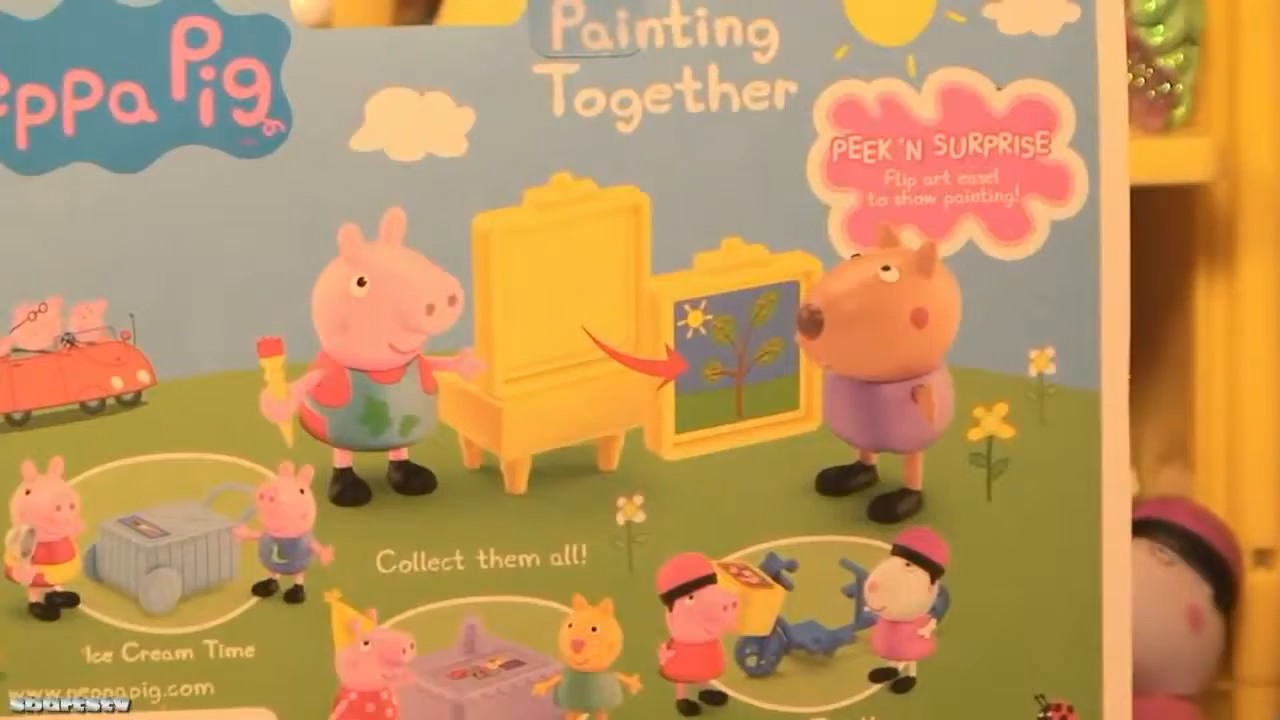 Peppa Pig
Painting
Together
PEEK 'N SURPRISE
Flip art easel
to show painting!
Collect them all!
Ice Cream Time
www.peppapig.com